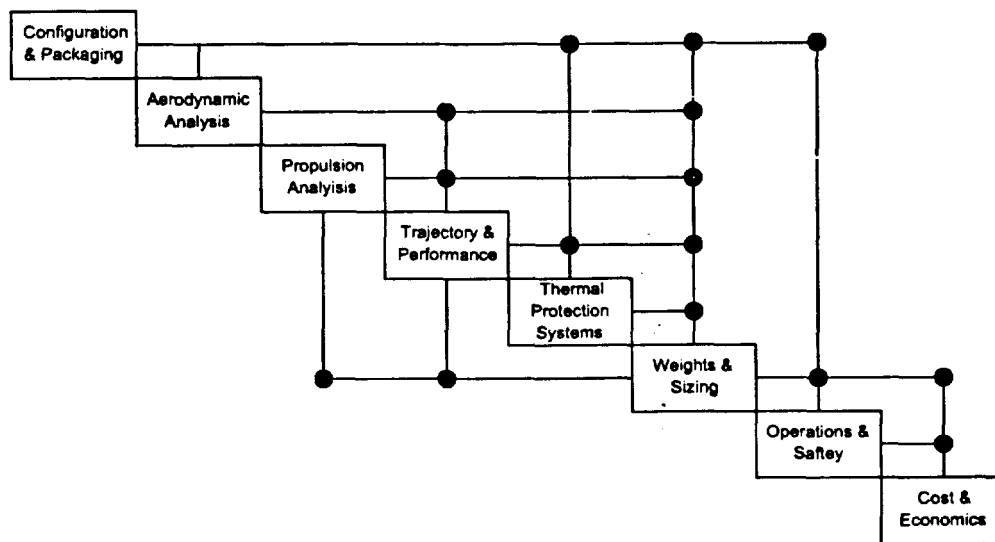 Configuration
& Packaging
Aerodynamic
Analysis
Propulsion
Analyisis
Trajectory &
Performance
Thermal
Protection
Systems
Weights &
Sizing
Operations &
Saftey
Cost &
Economics